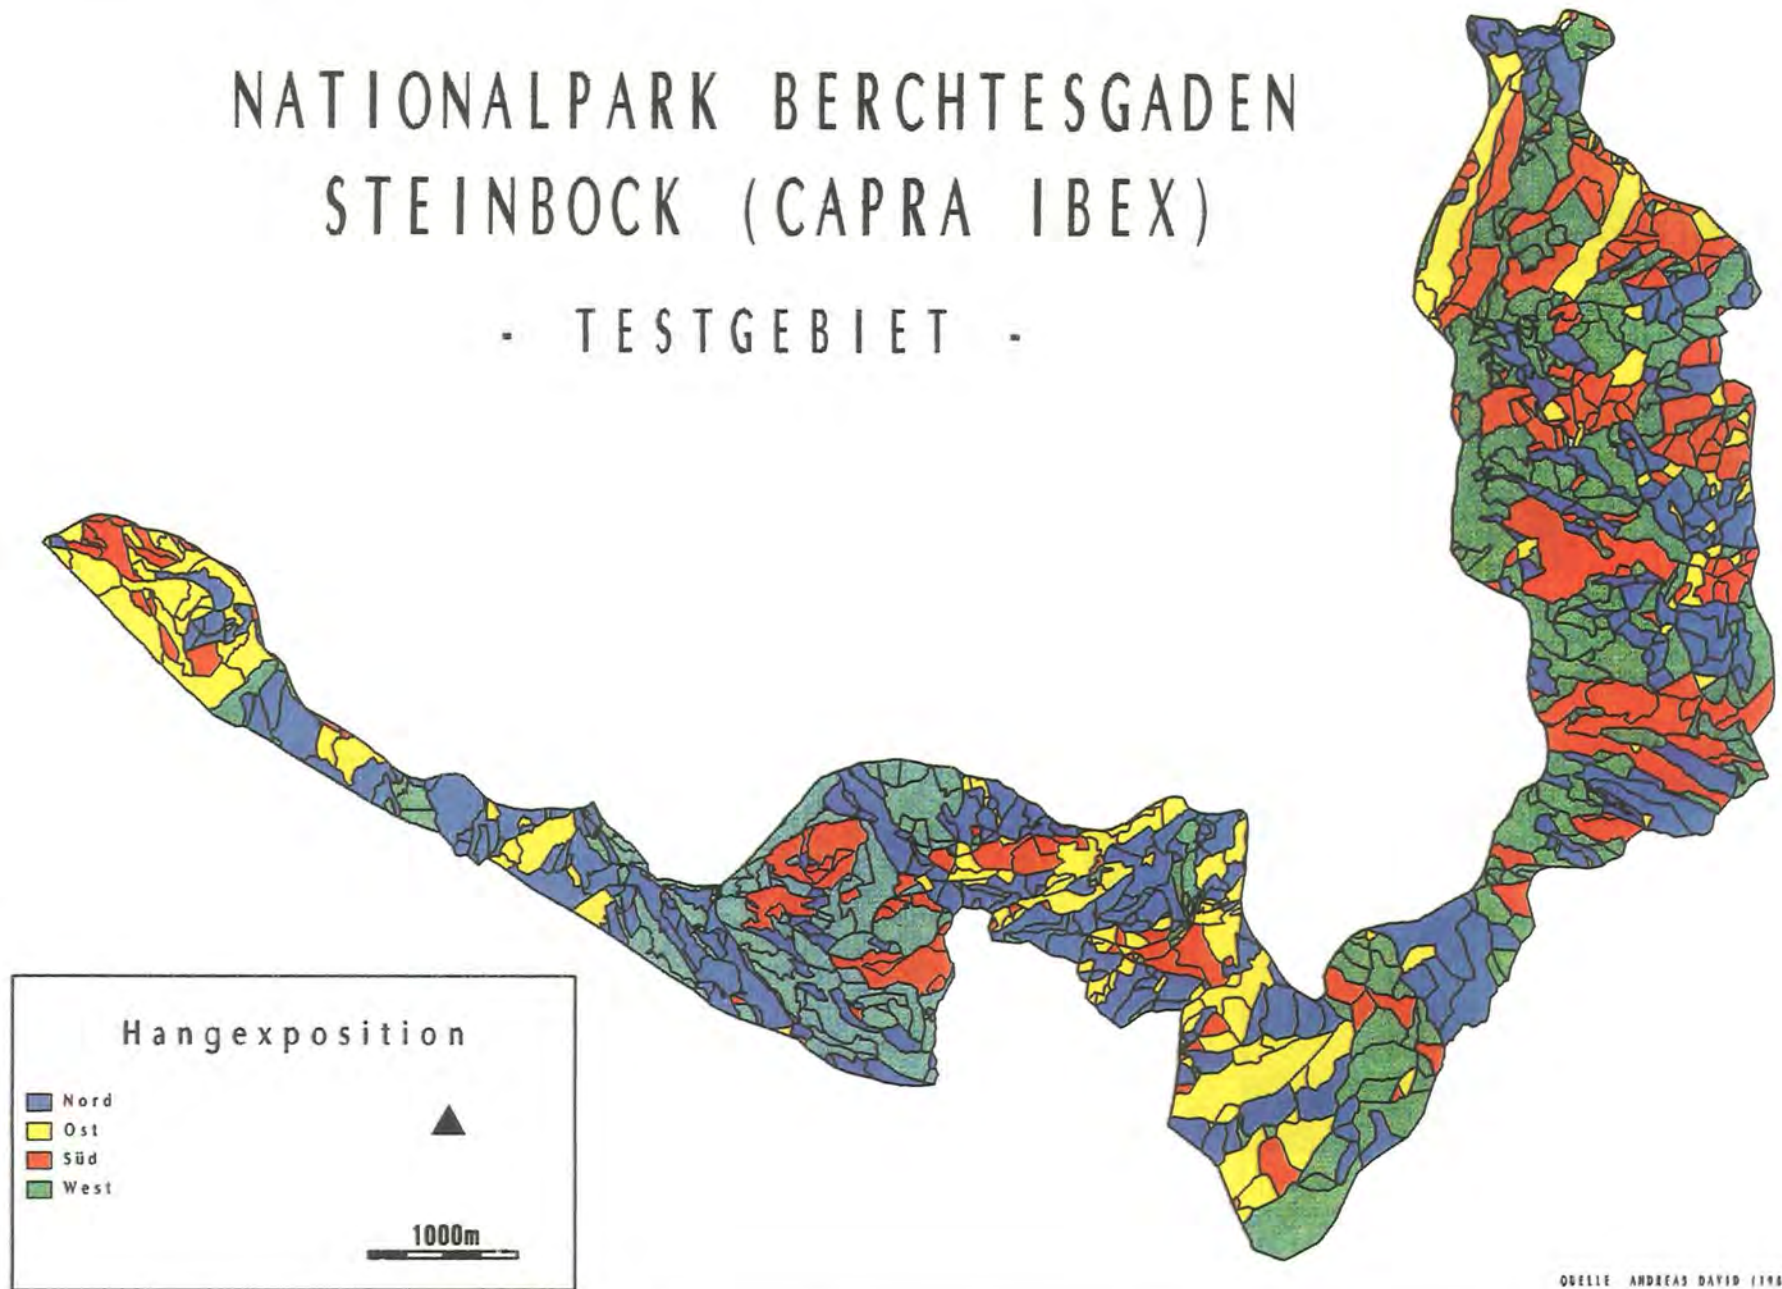 NATIONALPARK BERCHTESGADEN
STEINBOCK (CAPRA IBEX)
- TESTGEBIET -
Hangexposition
Nord
Ost
Süd
West
1000m
QUELLE ANDREAS DAVID